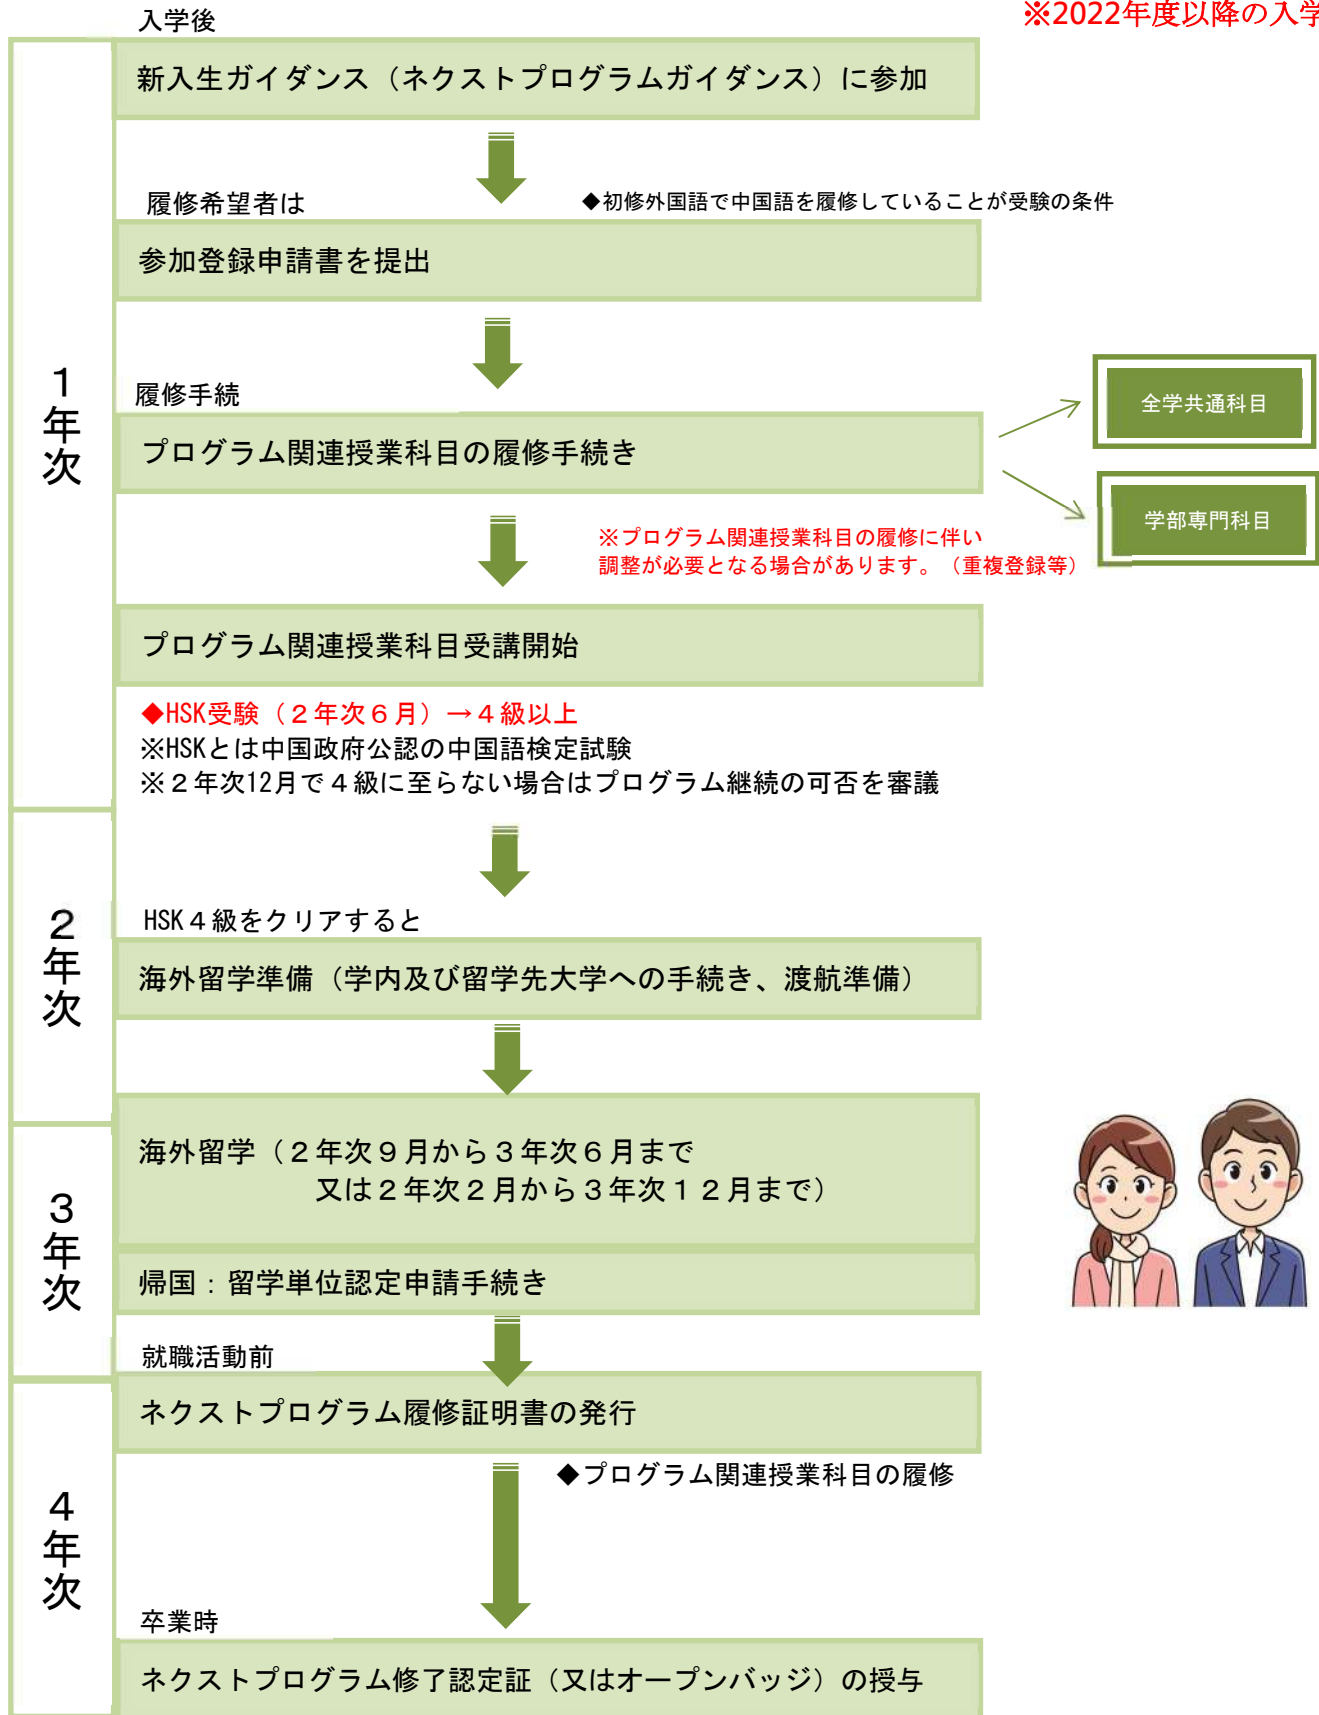 入学後
※2022年度以降の入学
新入生ガイダンス（ネクストプログラムガイダンス）に参加
履修希望者は
◆初修外国語で中国語を履修していることが受験の条件
参加登録申請書を提出
1年次
履修手続
プログラム関連授業科目の履修手続き
全学共通科目
学部専門科目
※プログラム関連授業科目の履修に伴い
調整が必要となる場合があります。（重複登録等）
プログラム関連授業科目受講開始
◆HSK受験（２年次６月）→４級以上
※HSKとは中国政府公認の中国語検定試験
※２年次12月で４級に至らない場合はプログラム継続の可否を審議
2年次
HSK４級をクリアすると
海外留学準備（学内及び留学先大学への手続き、渡航準備）
3年次
海外留学（２年次９月から３年次６月まで
又は２年次２月から３年次１２月まで）
帰国：留学単位認定申請手続き
就職活動前
ネクストプログラム履修証明書の発行
4年次
◆プログラム関連授業科目の履修
卒業時
ネクストプログラム修了認定証（又はオープンバッジ）の授与